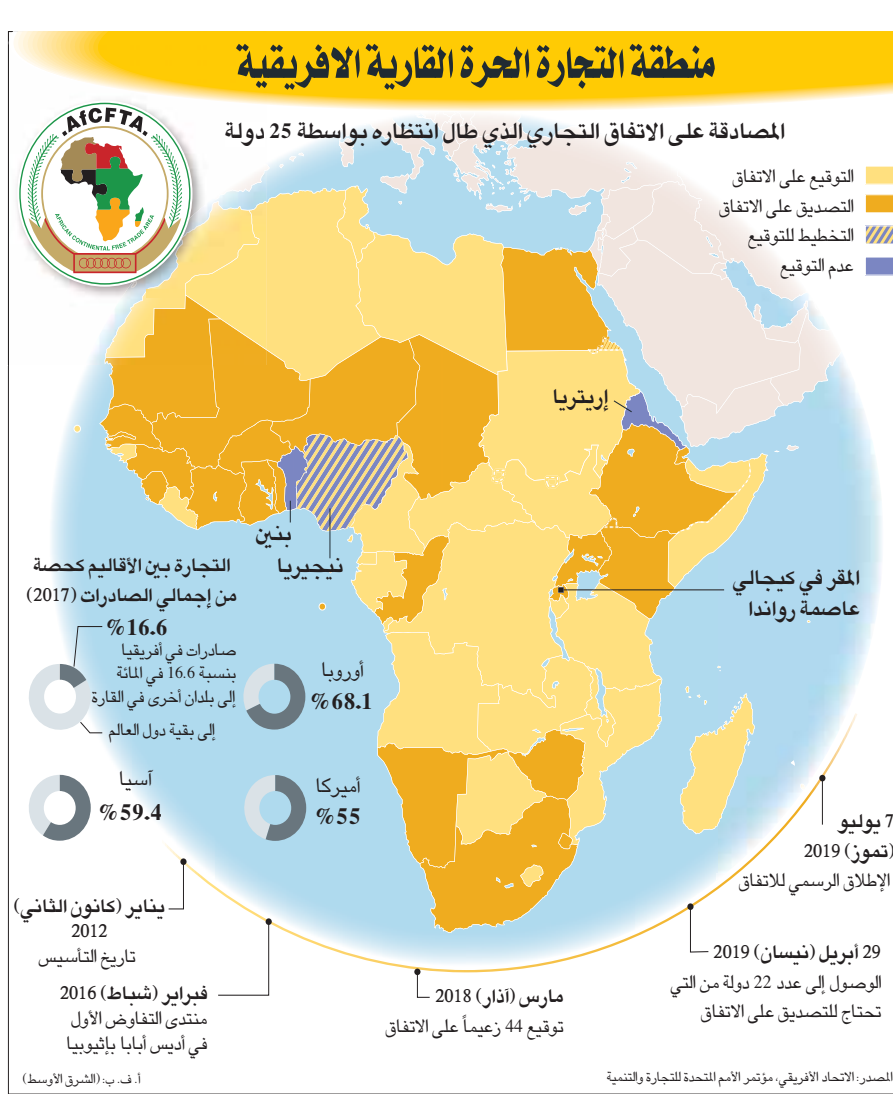 منطقة التجارة الحرة القارية الافريقية
المصادقة على الاتفاق التجاري الذي طال انتظاره بواسطة 25 دولة
AfCFTA.
AFRICAN CONTINENTAL FREE TRADE AREA
التوقيع على الاتفاق
التصديق على الاتفاق
التخطيط للتوقيع
عدم التوقيع
إريتريا
بنين
نيجيريا
المقر في كيجالي
عاصمة رواندا
التجارة بين الأقاليم كحصة
من إجمالي الصادرات (2017)
%16.6
صادرات في أفريقيا
بنسبة 16.6 في المائة
إلى بلدان أخرى في القارة
إلى بقية دول العالم
أوروبا
%68.1
آسيا
%59.4
أميركا
%55
7 يوليو
(تموز) 2019
الإطلاق الرسمي للاتفاق
29 أبريل (نيسان) 2019
الوصول إلى عدد 22 دولة من التي
تحتاج للتصديق على الاتفاق
مارس (آذار) 2018
توقيع 44 زعيماً على الاتفاق
فبراير (شباط) 2016
منتدى التفاوض الأول
في أديس أبابا بإثيوبيا
يناير (كانون الثاني)
2012
تاريخ التأسيس
المصدر: الاتحاد الأفريقي، مؤتمر الأمم المتحدة للتجارة والتنمية
أ. ف. ب: (الشرق الأوسط)